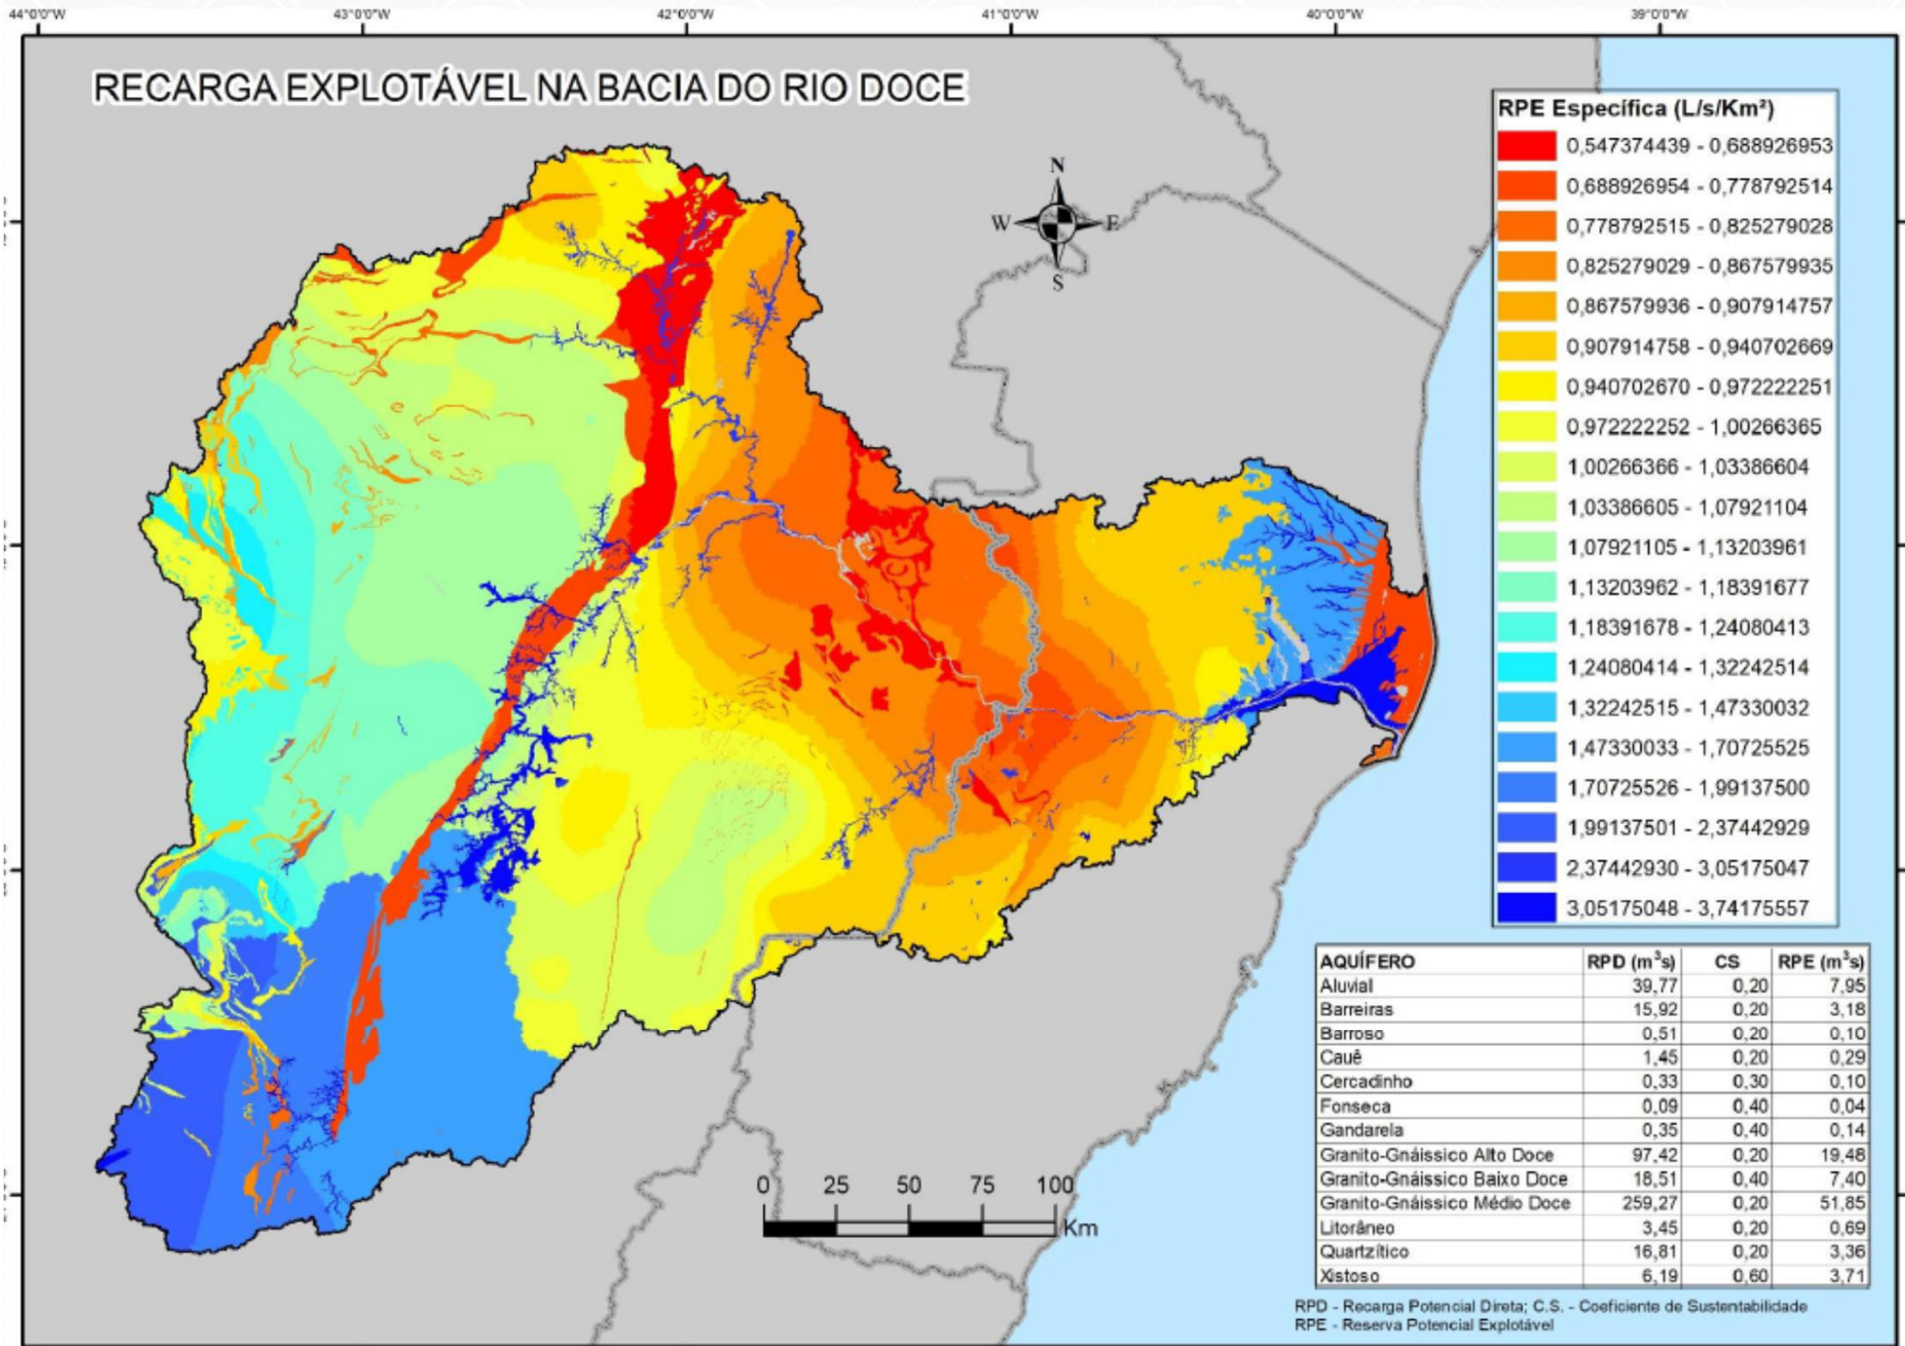 44°0'0"W 43°0'0"W 42°0'0"W 41°0'0"W 40°0'0"W 39°0'0"W
RECARGA EXPLOTÁVEL NA BACIA DO RIO DOCE
N
W E
S
RPE Específica (L/s/Km²)
0,547374439 - 0,688926953
0,688926954 - 0,778792514
0,778792515 - 0,825279028
0,825279029 - 0,867579935
0,867579936 - 0,907914757
0,907914758 - 0,940702669
0,940702670 - 0,972222251
0,972222252 - 1,00266365
1,00266366 - 1,03386604
1,03386605 - 1,07921104
1,07921105 - 1,13203961
1,13203962 - 1,18391677
1,18391678 - 1,24080413
1,24080414 - 1,32242514
1,32242515 - 1,47330032
1,47330033 - 1,70725525
1,70725526 - 1,99137500
1,99137501 - 2,37442929
2,37442930 - 3,05175047
3,05175048 - 3,74175557
AQUÍFERO RPD (m³s) CS RPE (m³s)
Aluvial 39,77 0,20 7,95
Barreiras 15,92 0,20 3,18
Barroso 0,51 0,20 0,10
Cauê 1,45 0,20 0,29
Cercadinho 0,33 0,30 0,10
Fonseca 0,09 0,40 0,04
Gandarela 0,35 0,40 0,14
Granito-Gnáissico Alto Doce 97,42 0,20 19,48
Granito-Gnáissico Baixo Doce 18,51 0,40 7,40
Granito-Gnáissico Médio Doce 259,27 0,20 51,85
Litorâneo 3,45 0,20 0,69
Quartzítico 16,81 0,20 3,36
Xistoso 6,19 0,60 3,71
0 25 50 75 100
Km
RPD - Recarga Potencial Direta; C.S. - Coeficiente de Sustentabilidade
RPE - Reserva Potencial Explotável